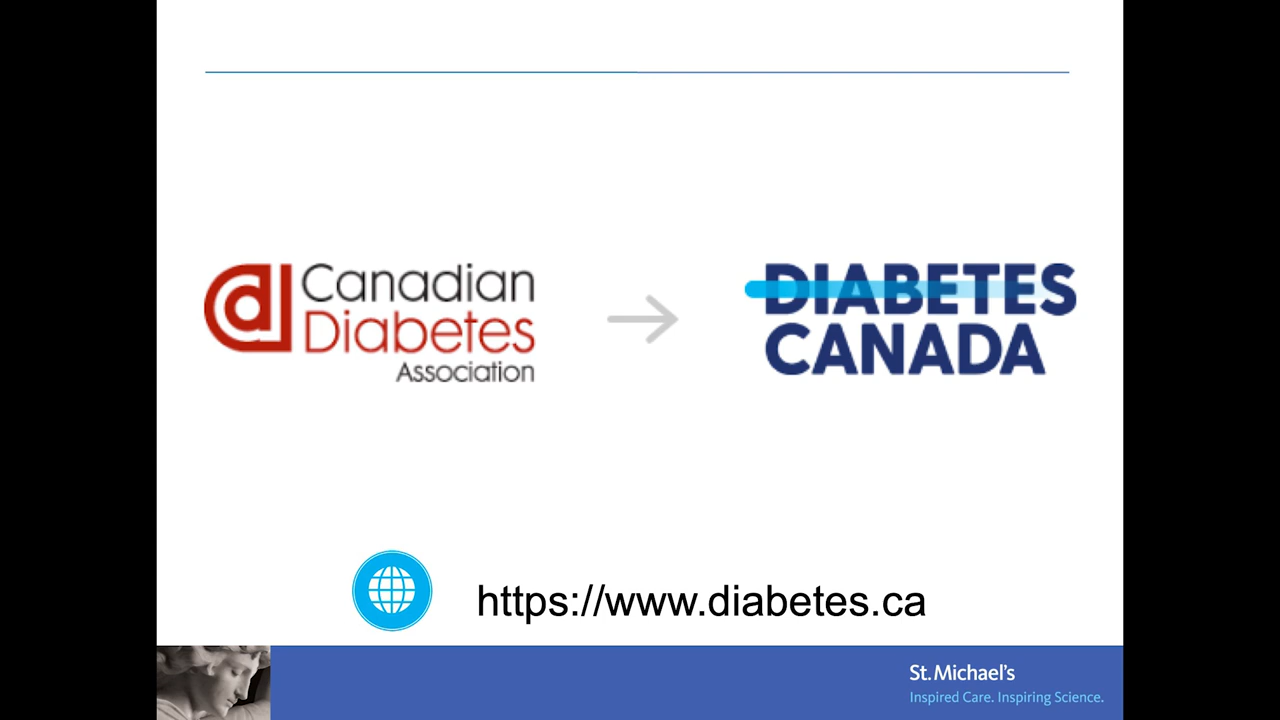 Canadian
Diabetes
Association
DIABETES
CANADA
https://www.diabetes.ca
St. Michael's
Inspired Care. Inspiring Science.